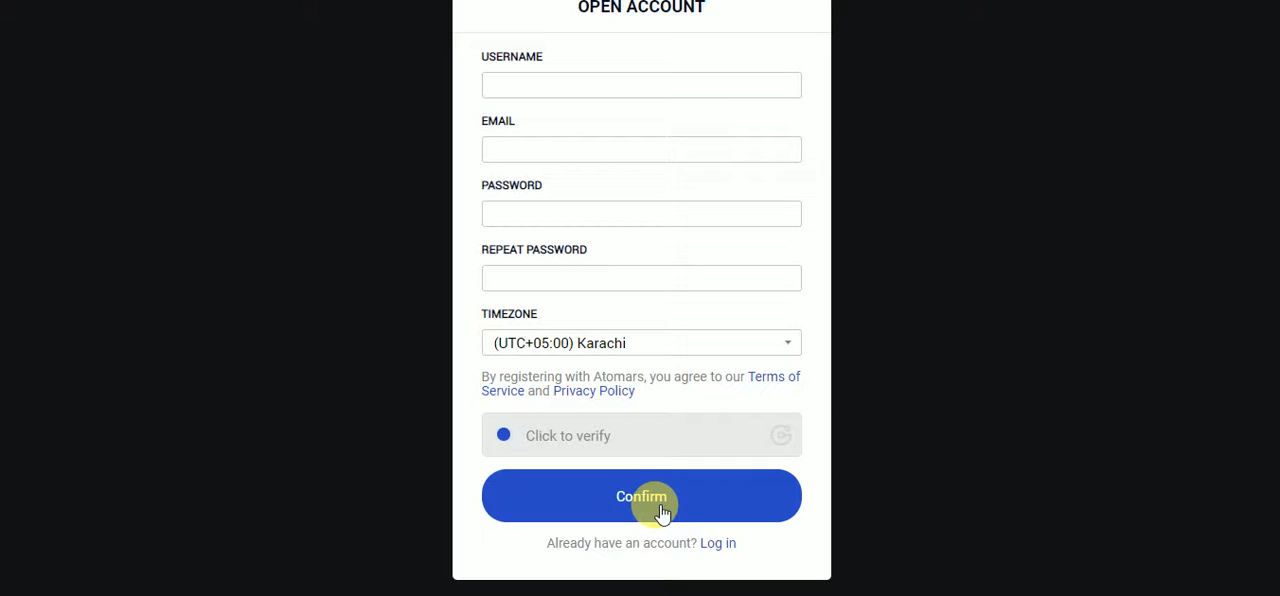 OPEN ACCOUNT
USERNAME
EMAIL
PASSWORD
REPEAT PASSWORD
TIMEZONE
(UTC+05:00) Karachi
By registering with Atomars, you agree to our Terms of
Service and Privacy Policy
Click to verify
Confirm
Already have an account? Log in